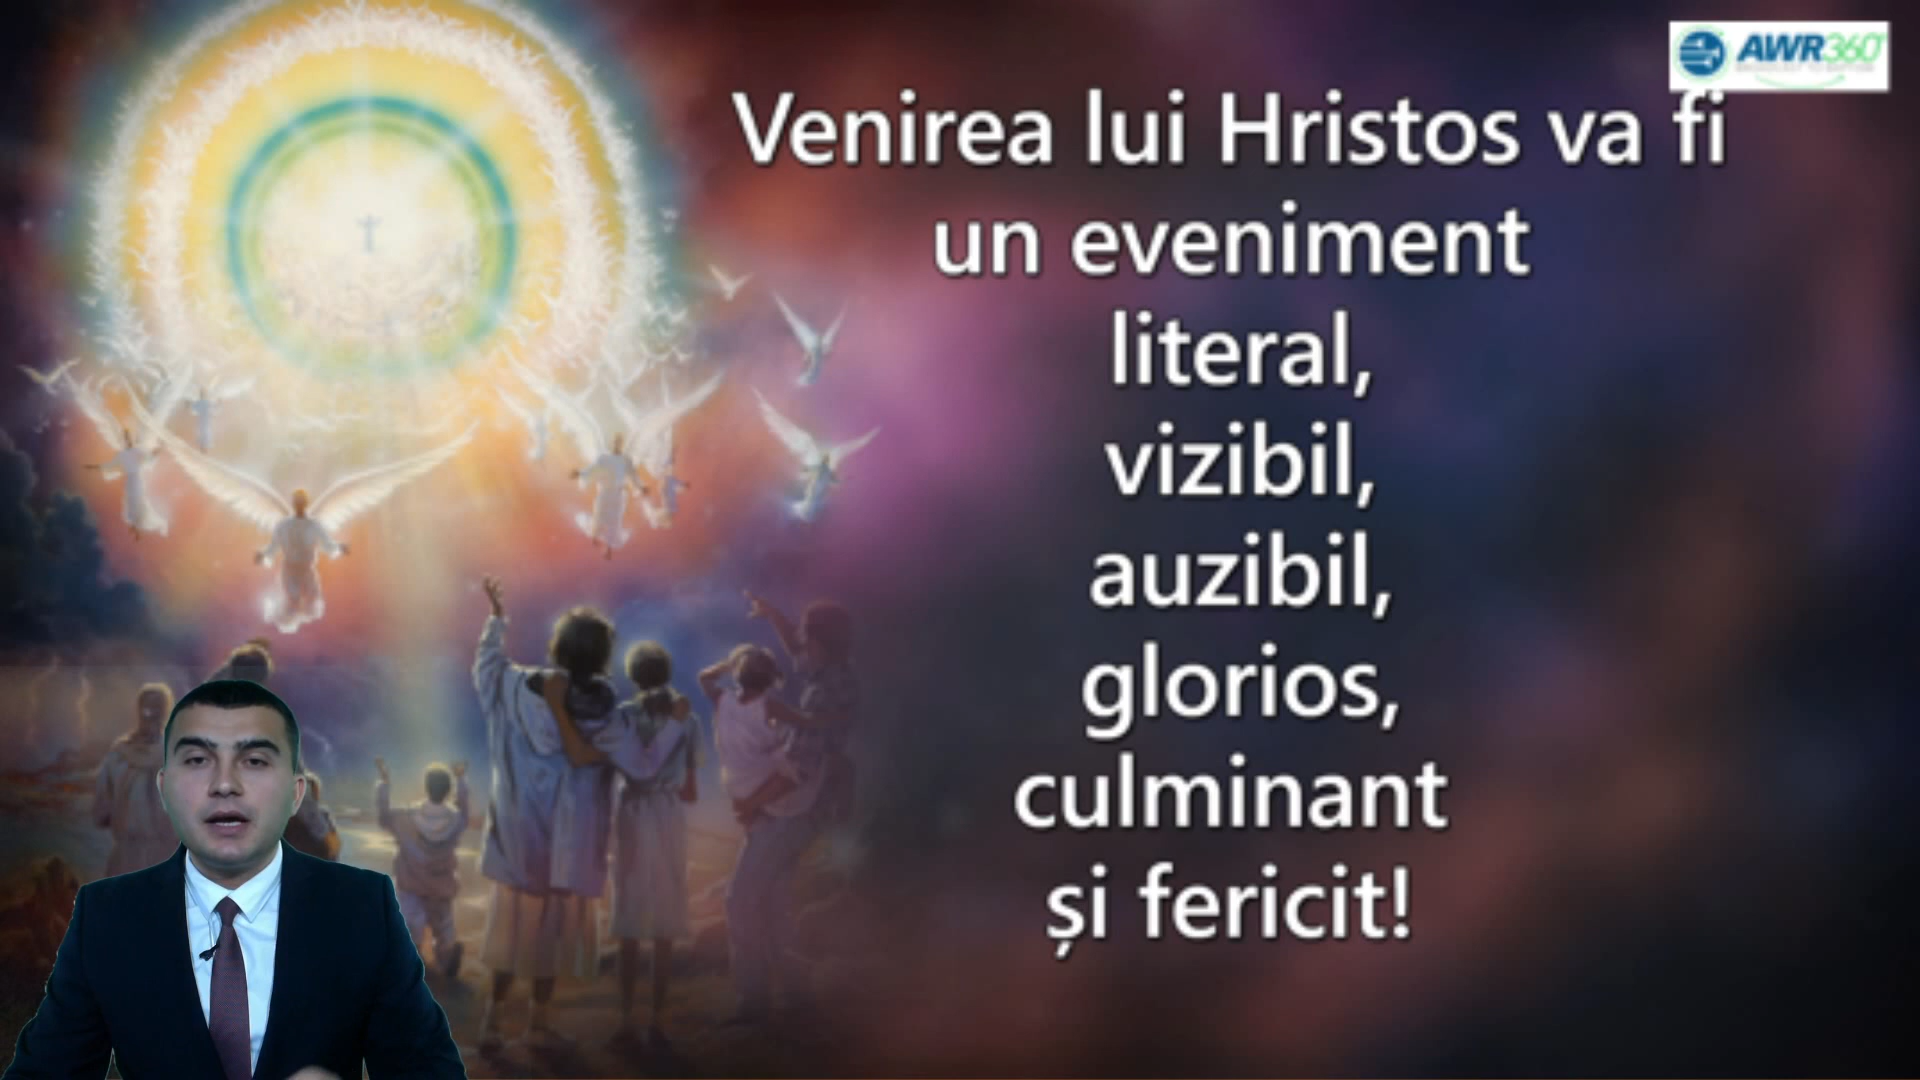 AWR360°
Venirea lui Hristos va fi
un eveniment
literal,
vizibil,
auzibil,
glorios,
culminant
și fericit!